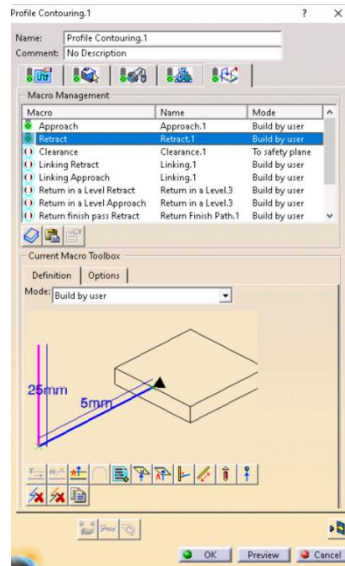 Profile Contouring.1 ? ×
Name: Profile Contouring.1
Comment: No Description
Macro Management
Macro Name Mode
Approach Approach.1 Build by user
Retract Retract.1 Build by user
Clearance Clearance.1 To safety plane
Linking Retract Linking.1 Build by user
Linking Approach Linking.1 Build by user
Return in a Level Retract Return in a Level.3 Build by user
Return in a Level Approach Return in a Level.3 Build by user
Return finish pass Retract Return Finish Path.1 Build by user
Current Macro Toolbox
Definition Options
Mode: Build by user
25mm
5mm
OK Preview Cancel